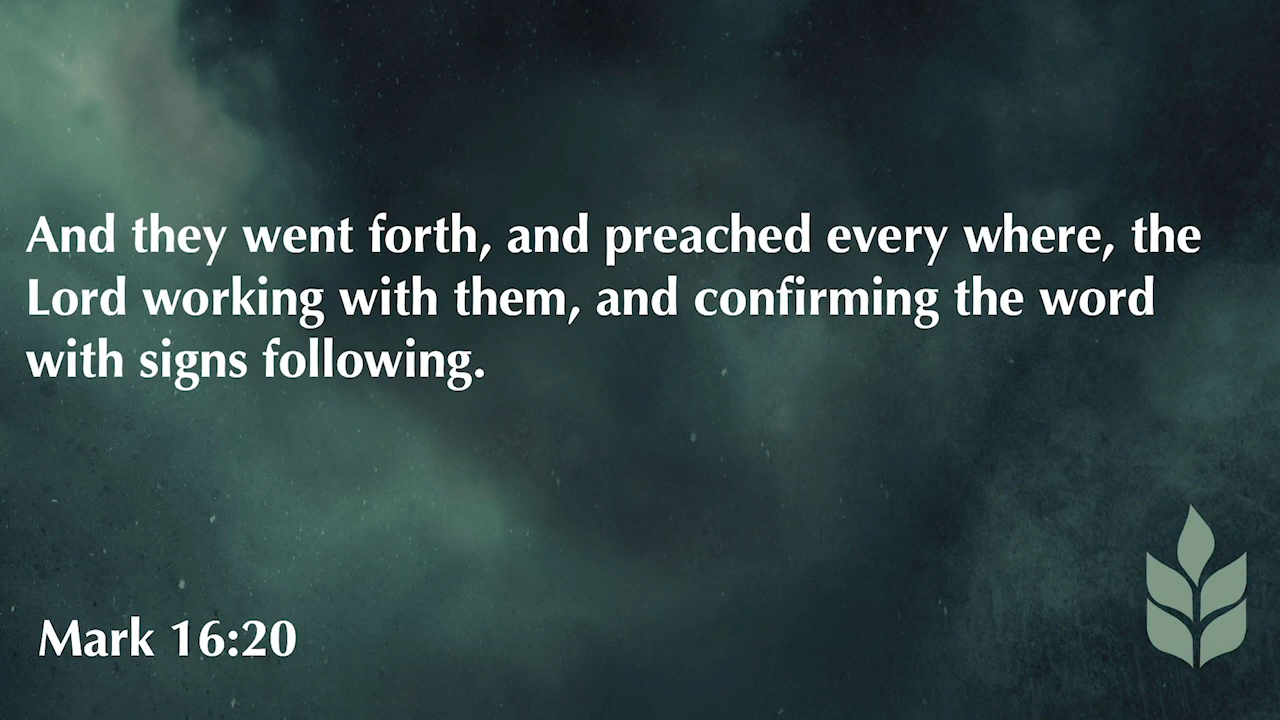 And they went forth, and preached every where, the
Lord working with them, and confirming the word
with signs following.
Mark 16:20